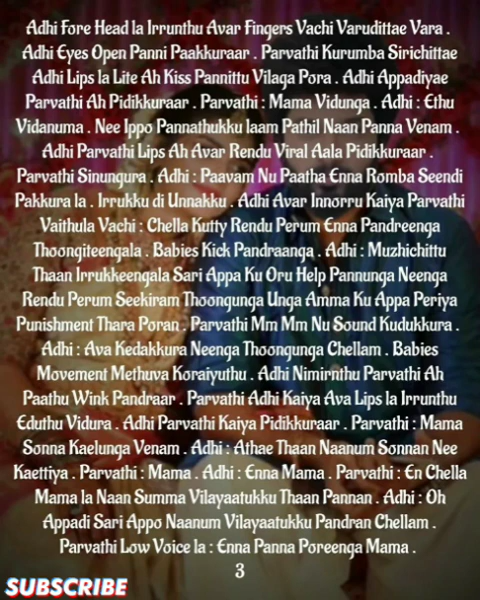 Adhi Fore Head la Irrunthu Avar Fingers Vachi Varudittae Vara .
Adhi Eyes Open Panni Paakkuraar . Parvathi Kurumba Sirichittae
Adhi Lips la Lite Ah Kiss Pannittu Vilaga Pora . Adhi Appadiyae
Parvathi Ah Pidikkuraar . Parvathi : Mama Vidunga . Adhi : Ethu
Vidanuma . Nee Ippo Pannathukku laam Pathil Naan Panna Venam .
Adhi Parvathi Lips Ah Avar Rendu Viral Aala Pidikkuraar .
Parvathi Sinungura . Adhi : Paavam Nu Paatha Enna Romba Seendi
Pakkura la . Irrukku di Unnakku . Adhi Avar Innorru Kaiya Parvathi
Vaithula Vachi : Chella Kutty Rendu Perum Enna Pandreenga
Thoongiteengala . Babies Kick Pandraanga . Adhi : Muzhichittu
Thaan Irrukkeengala Sari Appa Ku Oru Help Pannunga Neenga
Rendu Perum Seekiram Thoongunga Unga Amma Ku Appa Periya
Punishment Thara Poran . Parvathi Mm Mm Nu Sound Kudukkura .
Adhi : Ava Kedakkura Neenga Thoongunga Chellam . Babies
Movement Methuva Koraiyuthu . Adhi Nimirnthu Parvathi Ah
Paathu Wink Pandraar . Parvathi Adhi Kaiya Ava Lips la Irrunthu
Eduthu Vidura . Adhi Parvathi Kaiya Pidikkuraar . Parvathi : Mama
Sonna Kaelunga Venam . Adhi : Athae Thaan Naanum Sonnan Nee
Kaettiya . Parvathi : Mama . Adhi : Enna Mama . Parvathi : En Chella
Mama la Naan Summa Vilayaatukku Thaan Pannan . Adhi : Oh
Appadi Sari Appo Naanum Vilayaatukku Pandran Chellam .
Parvathi Low Voice la : Enna Panna Poreenga Mama .
3
SUBSCRIBE